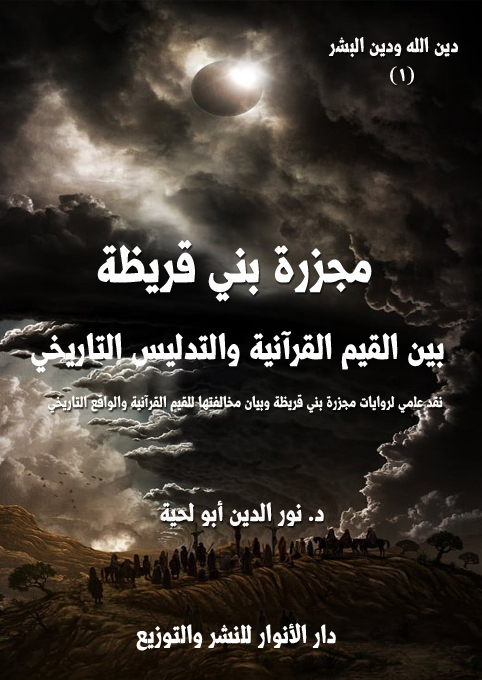 دين الله ودين البشر
(١)
مجزرة بني قريظة
بين القيم القرآنية والتدليس التاريخي
نقد علمي لروايات مجزرة بني قريظة وبيان مخالفتها للقيم القرآنية والواقع التاريخي
د. نور الدين أبو لحية
دار الأنوار للنشر والتوزيع